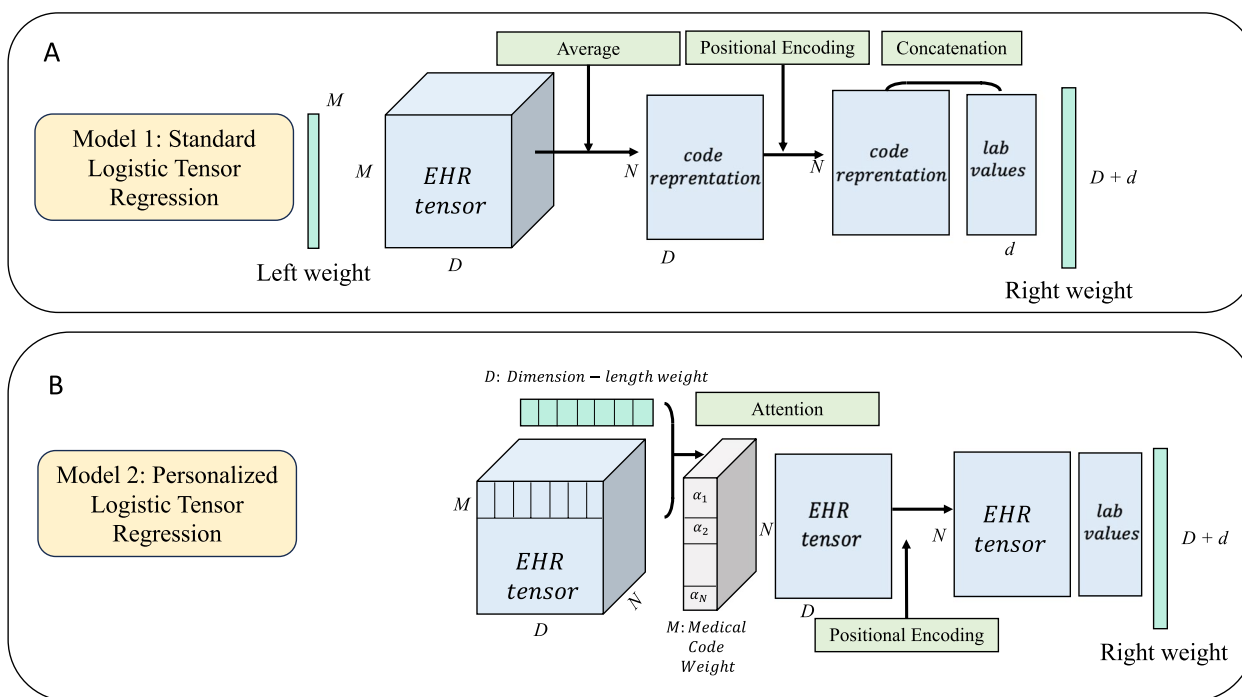 A
Average
Positional Encoding
Concatenation
Model 1: Standard
Logistic Tensor
Regression
M
M
EHR
tensor
D
Left weight
N
code
reprentation
D
N
code
reprentation
lab
values
d
D + d
Right weight
B
D: Dimension − length weight
Attention
Model 2: Personalized
Logistic Tensor
Regression
M
EHR
tensor
D
N
α1
α2
αN
M: Medical
Code
Weight
N
EHR
tensor
D
Positional Encoding
N
EHR
tensor
lab
values
D + d
Right weight